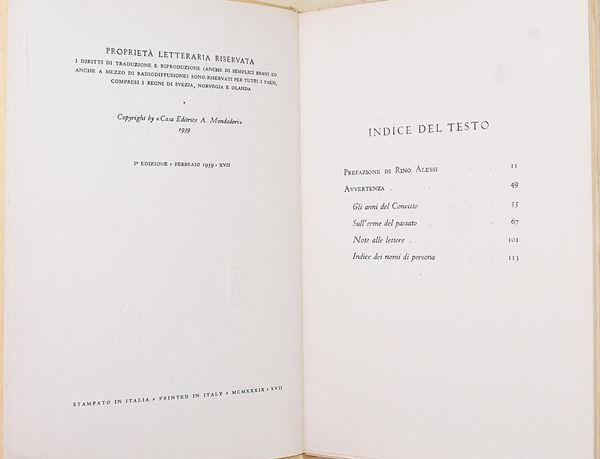 PROPRIETÀ LETTERARIA RISERVATA
I DIRITTI DI TRADUZIONE E RIPRODUZIONE (ANCHE DI SEMPLICI BRANI ED
ANCHE A MEZZO DI RADIODIFFUSIONE) SONO RISERVATI PER TUTTI I PAESI,
COMPRESI I REGNI DI SVEZIA, NORVEGIA E OLANDA
Copyright by «Casa Editrice A. Mondadori»
1939
Iª EDIZIONE • FEBBRAIO 1939 - XVII
STAMPATO IN ITALIA • PRINTED IN ITALY • MCMXXXIX • XVII
INDICE DEL TESTO
PREFAZIONE DI RINO ALESSI . . . 11
AVVERTENZA . . . . 49
Gli anni del Convitto . . . 55
Sull'orme del passato . . . 67
Note alle lettere . . . . 101
Indice dei nomi di persona . . . 113